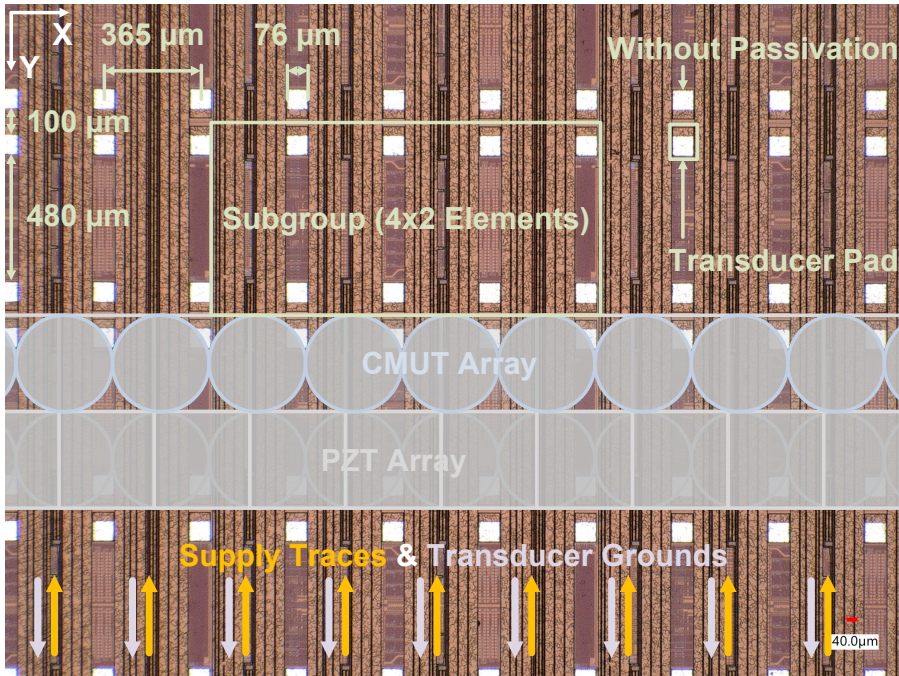 X
Y
365 µm
76 µm
Without Passivation
100 µm
480 µm
Subgroup (4x2 Elements)
Transducer Pad
CMUT Array
PZT Array
Supply Traces & Transducer Grounds
40.0µm